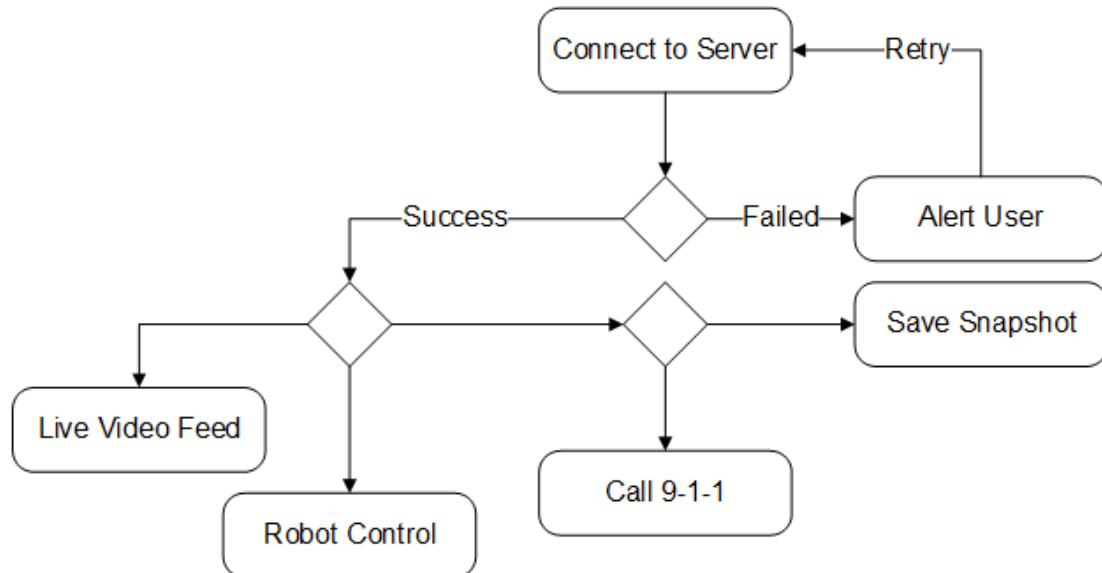 Connect to Server
Retry
Success
Failed
Alert User
Save Snapshot
Live Video Feed
Call 9-1-1
Robot Control